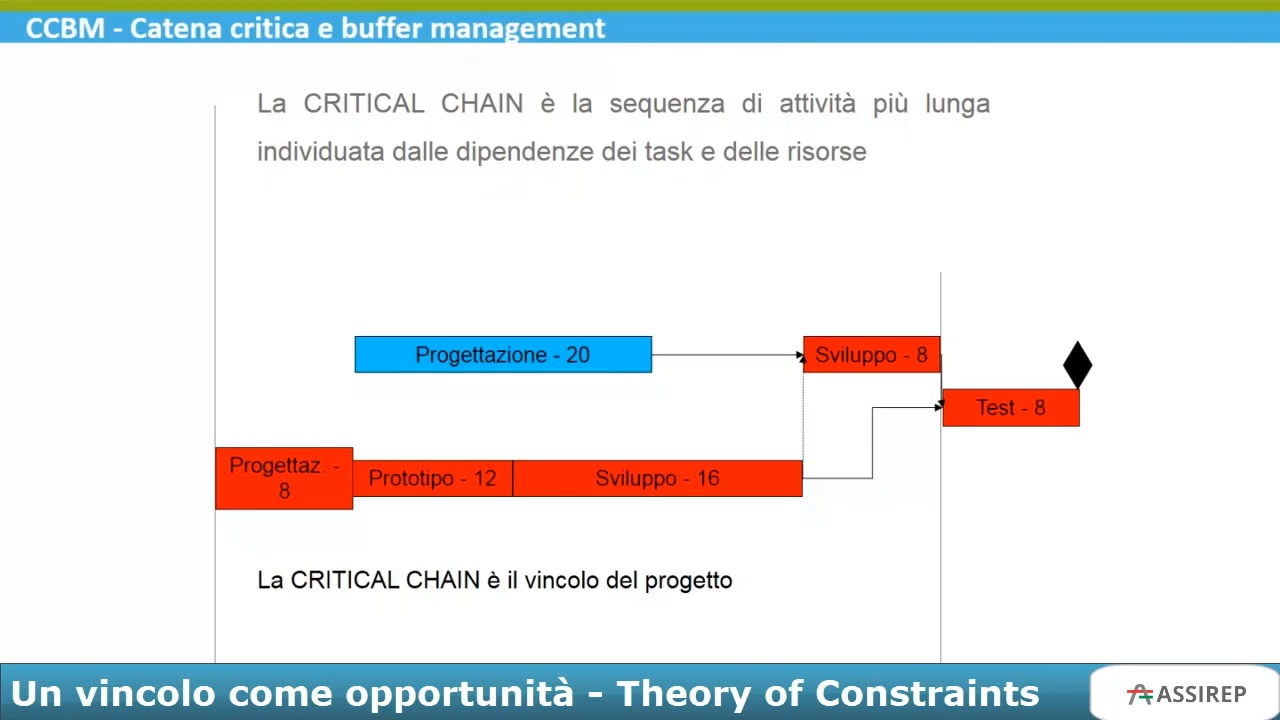 CCBM - Catena critica e buffer management
La CRITICAL CHAIN è la sequenza di attività più lunga
individuata dalle dipendenze dei task e delle risorse
Progettazione - 20
Sviluppo - 8
Test - 8
Progettaz. -
8
Prototipo - 12
Sviluppo - 16
La CRITICAL CHAIN è il vincolo del progetto
Un vincolo come opportunità - Theory of Constraints
ASSIREP